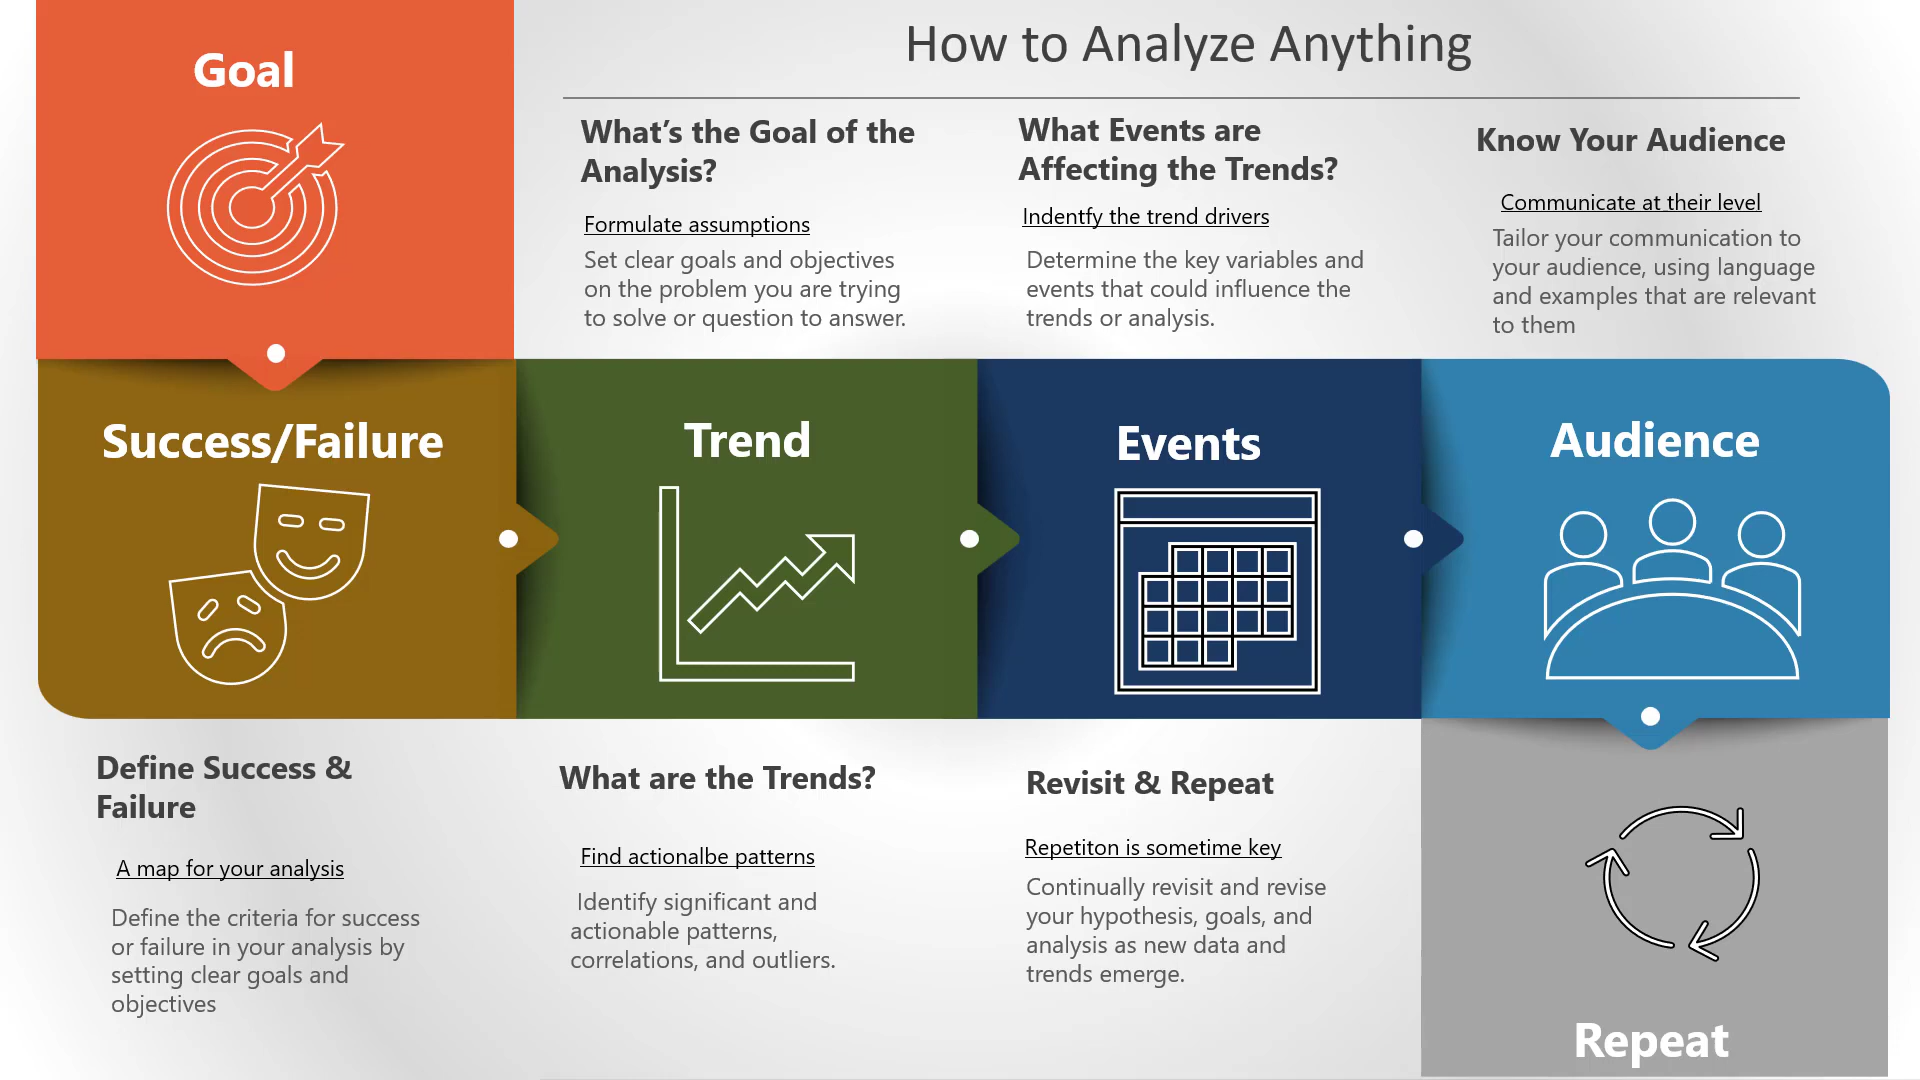 Goal
How to Analyze Anything
What's the Goal of the
Analysis?
Formulate assumptions
Set clear goals and objectives
on the problem you are trying
to solve or question to answer.
What Events are
Affecting the Trends?
Indentfy the trend drivers
Determine the key variables and
events that could influence the
trends or analysis.
Know Your Audience
Communicate at their level
Tailor your communication to
your audience, using language
and examples that are relevant
to them
Success/Failure
Trend
Events
Audience
Define Success &
Failure
A map for your analysis
Define the criteria for success
or failure in your analysis by
setting clear goals and
objectives
What are the Trends?
Find actionalbe patterns
Identify significant and
actionable patterns,
correlations, and outliers.
Revisit & Repeat
Repetiton is sometime key
Continually revisit and revise
your hypothesis, goals, and
analysis as new data and
trends emerge.
Repeat